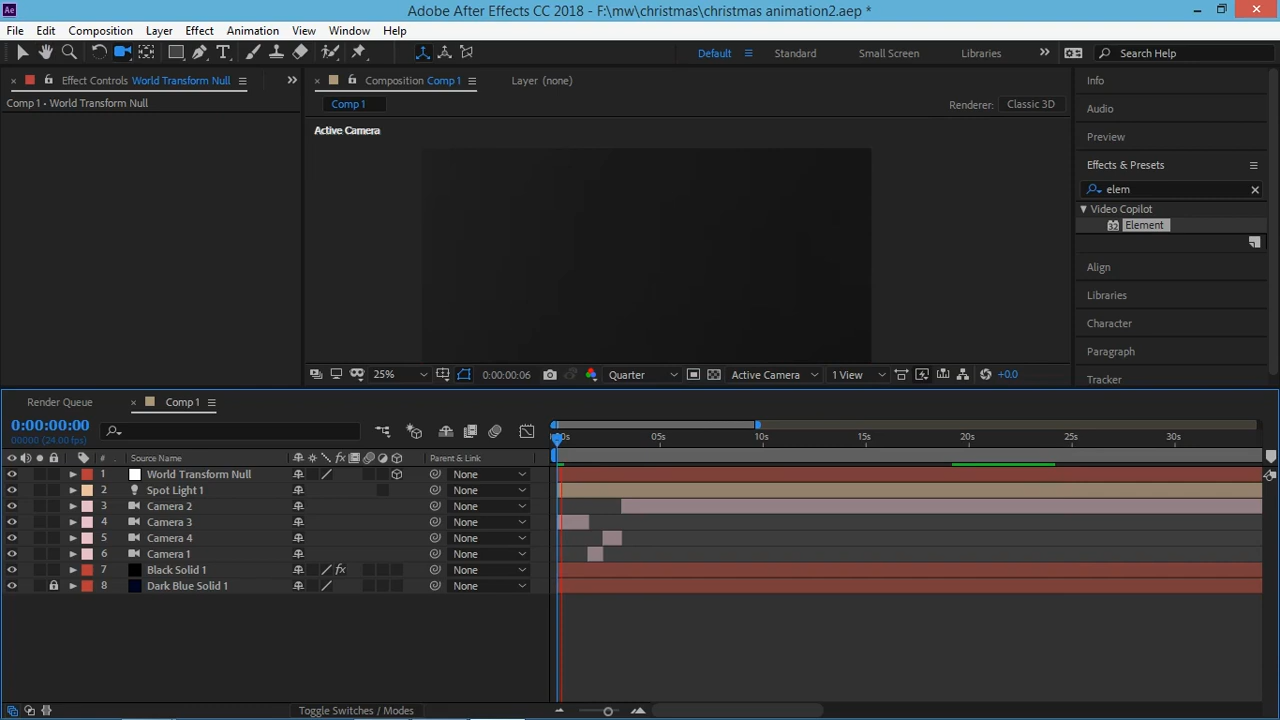 Ae Adobe After Effects CC 2018 - F:\mw\christmas\christmas animation2.aep *
File Edit Composition Layer Effect Animation View Window Help
Default Standard Small Screen Libraries Search Help
Effect Controls World Transform Null
Composition Comp 1 Layer (none)
Info
Comp 1 • World Transform Null
Comp 1
Renderer: Classic 3D
Audio
Active Camera
Preview
Effects & Presets
elem
Video Copilot
32 Element
Align
Libraries
Character
Paragraph
Tracker
25% 0:00:00:06 Quarter Active Camera 1 View +0.0
Render Queue Comp 1
0:00:00:00
00000 (24.00 fps)
05s 10s 15s 20s 25s 30s
# Source Name fx Parent & Link
1 World Transform Null None
2 Spot Light 1 None
3 Camera 2 None
4 Camera 3 None
5 Camera 4 None
6 Camera 1 None
7 Black Solid 1 fx None
8 Dark Blue Solid 1 None
Toggle Switches / Modes